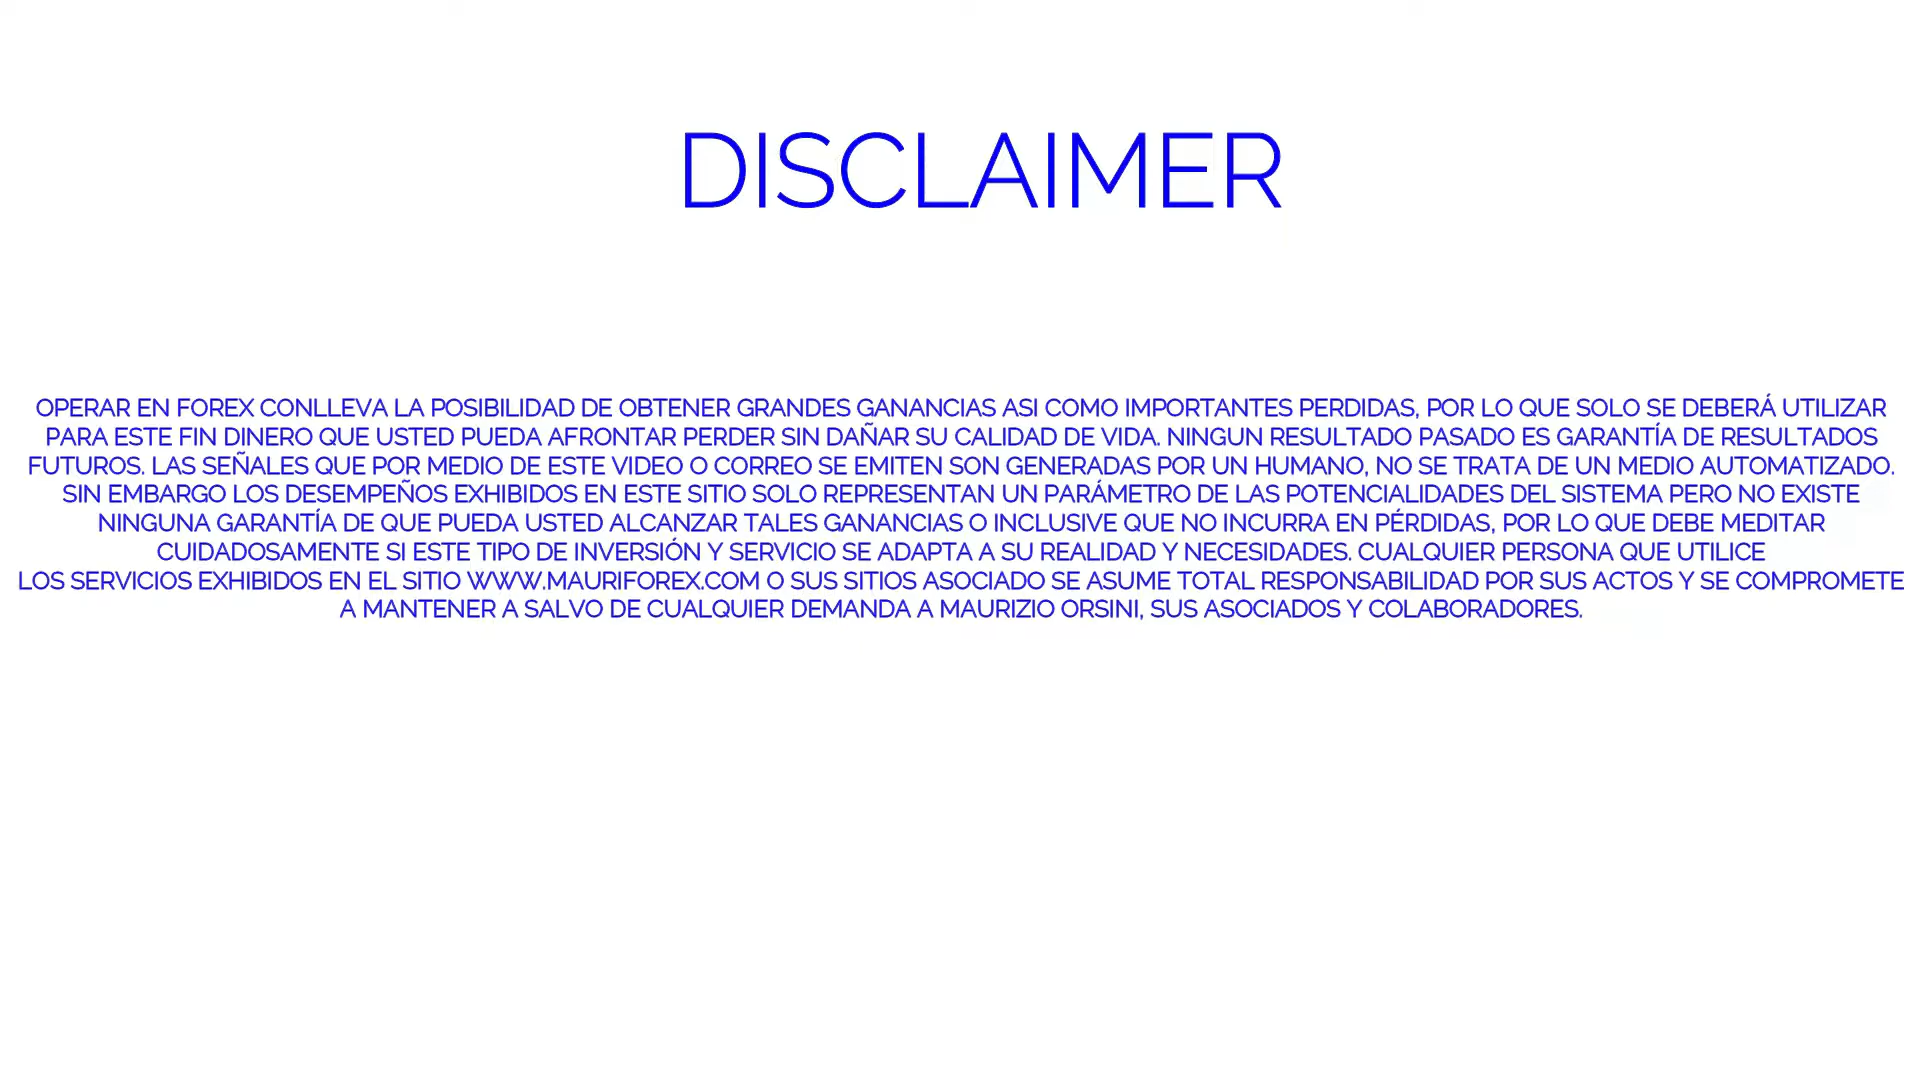 DISCLAIMER
OPERAR EN FOREX CONLLEVA LA POSIBILIDAD DE OBTENER GRANDES GANANCIAS ASI COMO IMPORTANTES PERDIDAS, POR LO QUE SOLO SE DEBERÁ UTILIZAR
PARA ESTE FIN DINERO QUE USTED PUEDA AFRONTAR PERDER SIN DAÑAR SU CALIDAD DE VIDA. NINGUN RESULTADO PASADO ES GARANTÍA DE RESULTADOS
FUTUROS. LAS SEÑALES QUE POR MEDIO DE ESTE VIDEO O CORREO SE EMITEN SON GENERADAS POR UN HUMANO, NO SE TRATA DE UN MEDIO AUTOMATIZADO.
SIN EMBARGO LOS DESEMPEÑOS EXHIBIDOS EN ESTE SITIO SOLO REPRESENTAN UN PARÁMETRO DE LAS POTENCIALIDADES DEL SISTEMA PERO NO EXISTE
NINGUNA GARANTÍA DE QUE PUEDA USTED ALCANZAR TALES GANANCIAS O INCLUSIVE QUE NO INCURRA EN PÉRDIDAS, POR LO QUE DEBE MEDITAR
CUIDADOSAMENTE SI ESTE TIPO DE INVERSIÓN Y SERVICIO SE ADAPTA A SU REALIDAD Y NECESIDADES. CUALQUIER PERSONA QUE UTILICE
LOS SERVICIOS EXHIBIDOS EN EL SITIO WWW.MAURIFOREX.COM O SUS SITIOS ASOCIADO SE ASUME TOTAL RESPONSABILIDAD POR SUS ACTOS Y SE COMPROMETE
A MANTENER A SALVO DE CUALQUIER DEMANDA A MAURIZIO ORSINI, SUS ASOCIADOS Y COLABORADORES.